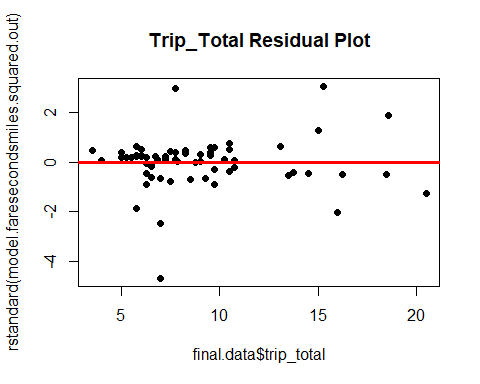 Trip_Total Residual Plot
rstandard(model.faresecondsmiles.squared.out)
2
0
-2
-4
5
10
15
20
final.data$trip_total